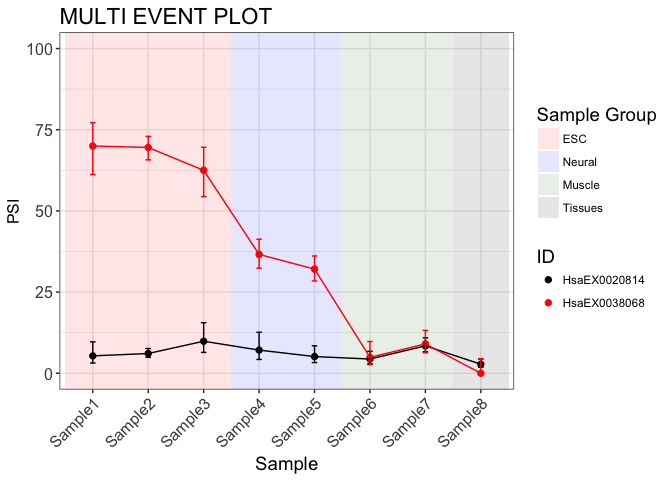 MULTI EVENT PLOT
100
75
50
25
0
PSI
Sample1
Sample2
Sample3
Sample4
Sample5
Sample6
Sample7
Sample8
Sample
Sample Group
ESC
Neural
Muscle
Tissues
ID
HsaEX0020814
HsaEX0038068